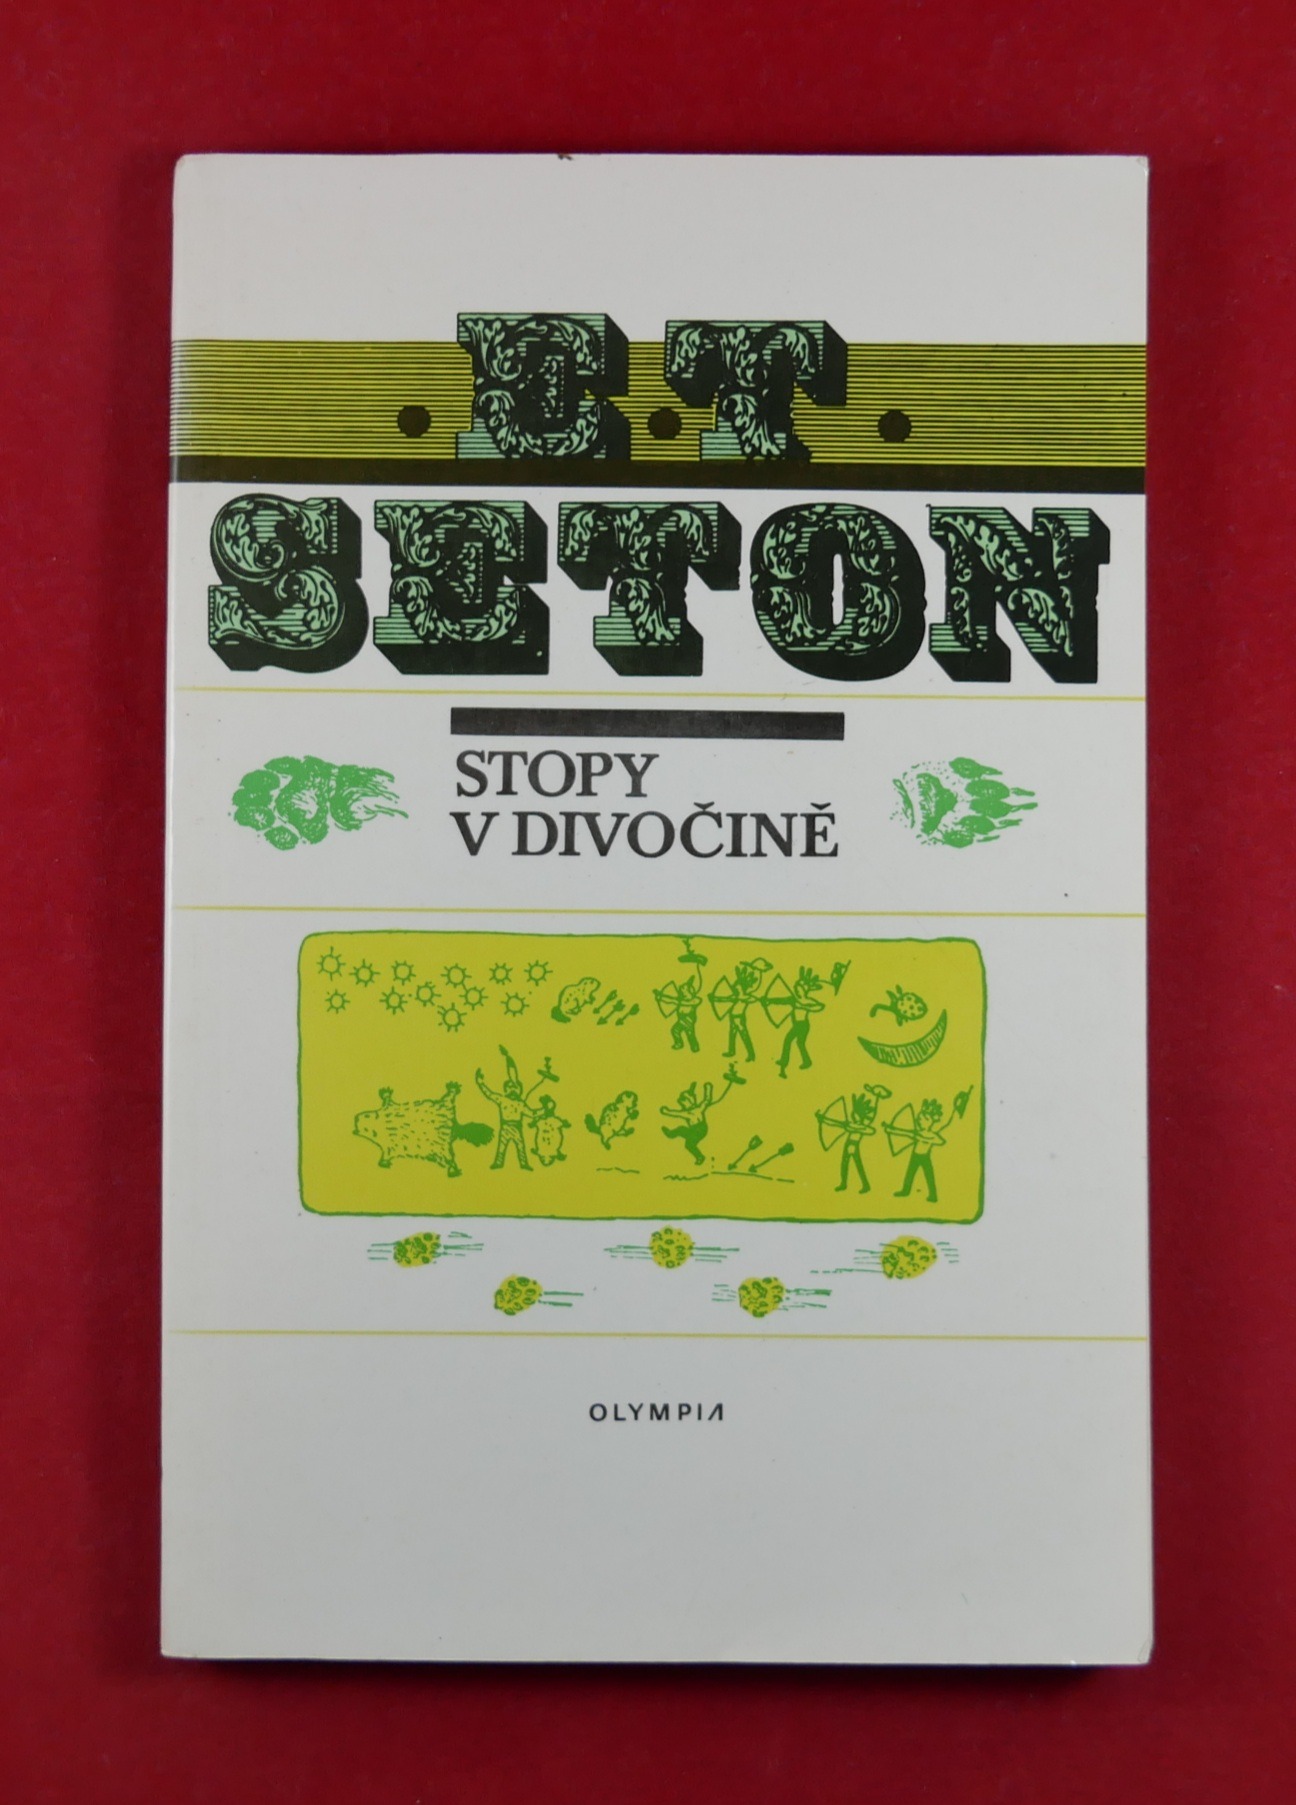 E.T
SETON
STOPY
V DIVOČINĚ
OLYMPIA